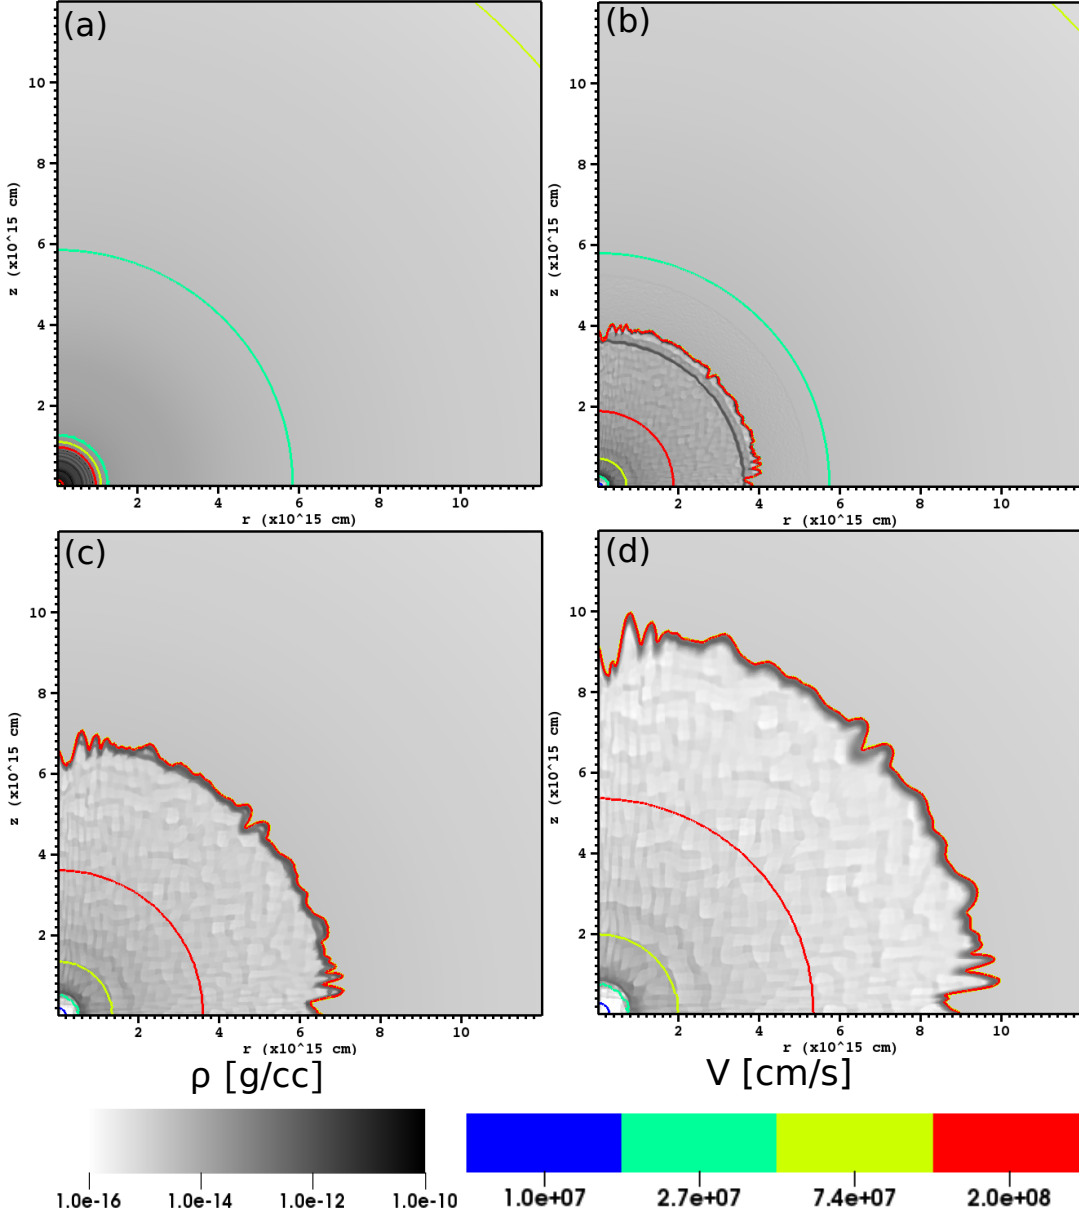 (a)
(b)
10
8
6
4
2
z (x10^15 cm)
2 4 6 8 10
r (x10^15 cm)
10
8
6
4
2
z (x10^15 cm)
2 4 6 8 10
r (x10^15 cm)
(c)
(d)
10
8
6
4
2
z (x10^15 cm)
2 4 6 8 10
r (x10^15 cm)
10
8
6
4
2
z (x10^15 cm)
2 4 6 8 10
r (x10^15 cm)
ρ [g/cc]
V [cm/s]
1.0e-16 1.0e-14 1.0e-12 1.0e-10
1.0e+07 2.7e+07 7.4e+07 2.0e+08